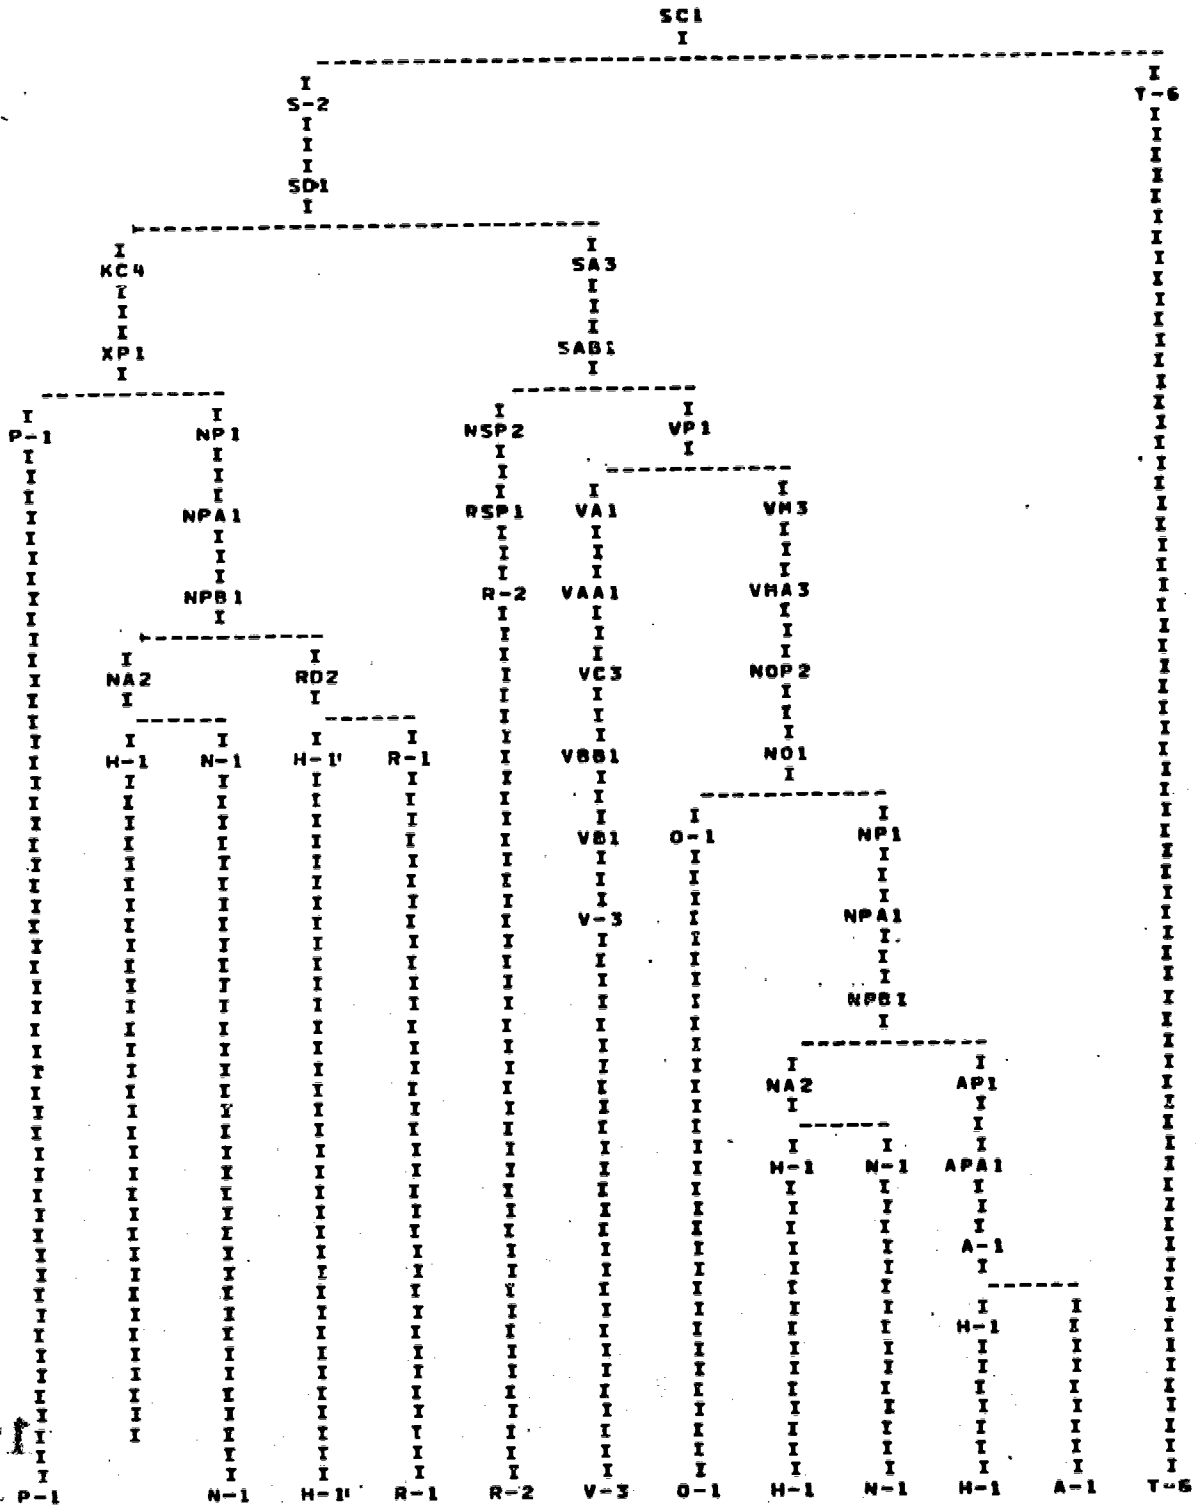 SC1
S-2 T-6
SD1
KC4 SA3
XP1 SAB1
P-1 NP1 NSP2 VP1
NPA1 RSP1 VA1 VM3
NPB1 R-2 VAA1 VMA3
NA2 RD2 VC3 NOP2
H-1 N-1 H-1' R-1 VBB1 NO1
VB1 O-1 NP1
V-3 NPA1
NPB1
NA2 AP1
H-1 N-1 APA1
A-1
H-1
P-1 N-1 H-1' R-1 R-2 V-3 O-1 H-1 N-1 H-1 A-1 T-6